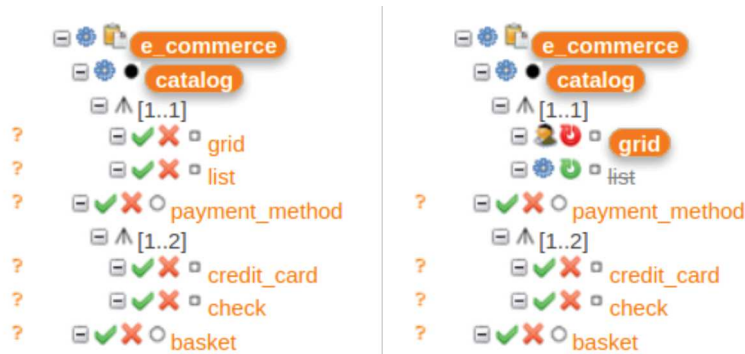 e_commerce
catalog
[1..1]
? grid
? list
? payment_method
[1..2]
? credit_card
? check
? basket
e_commerce
catalog
[1..1]
grid
list
? payment_method
[1..2]
? credit_card
? check
? basket